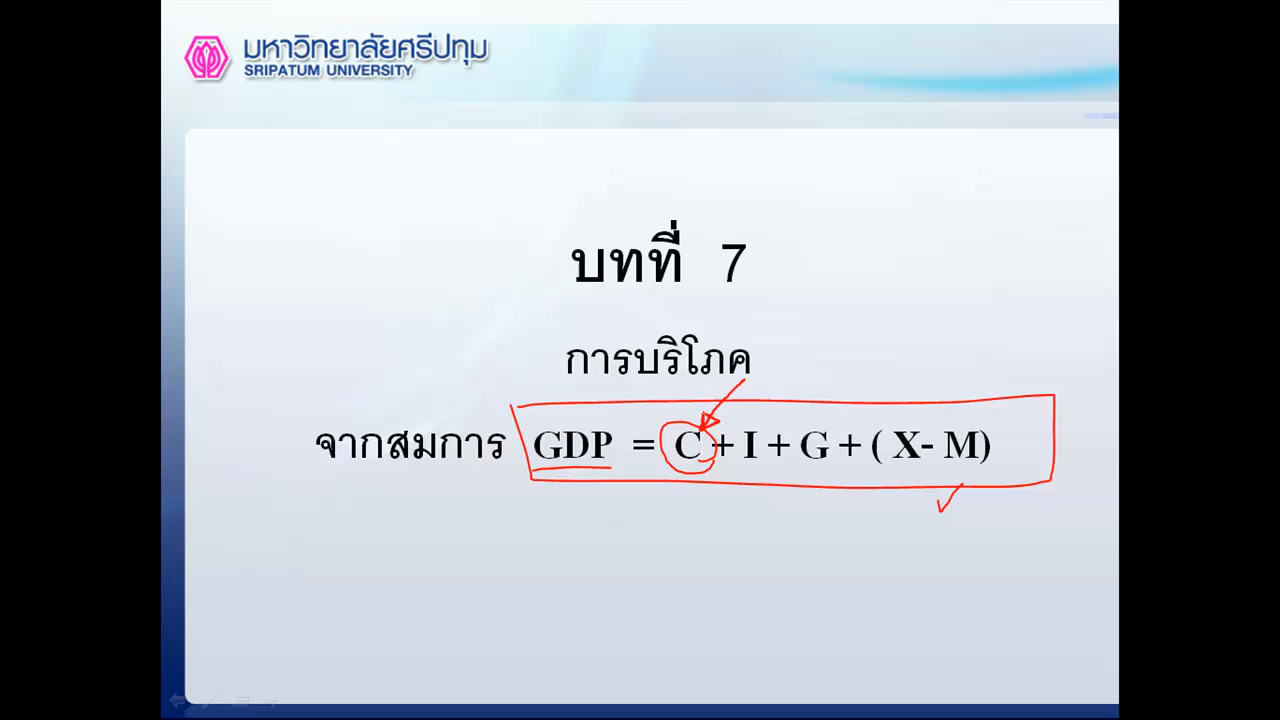 มหาวิทยาลัยศรีปทุม
SRIPATUM UNIVERSITY
บทที่ 7
การบริโภค
จากสมการ GDP = C + I + G + ( X- M)